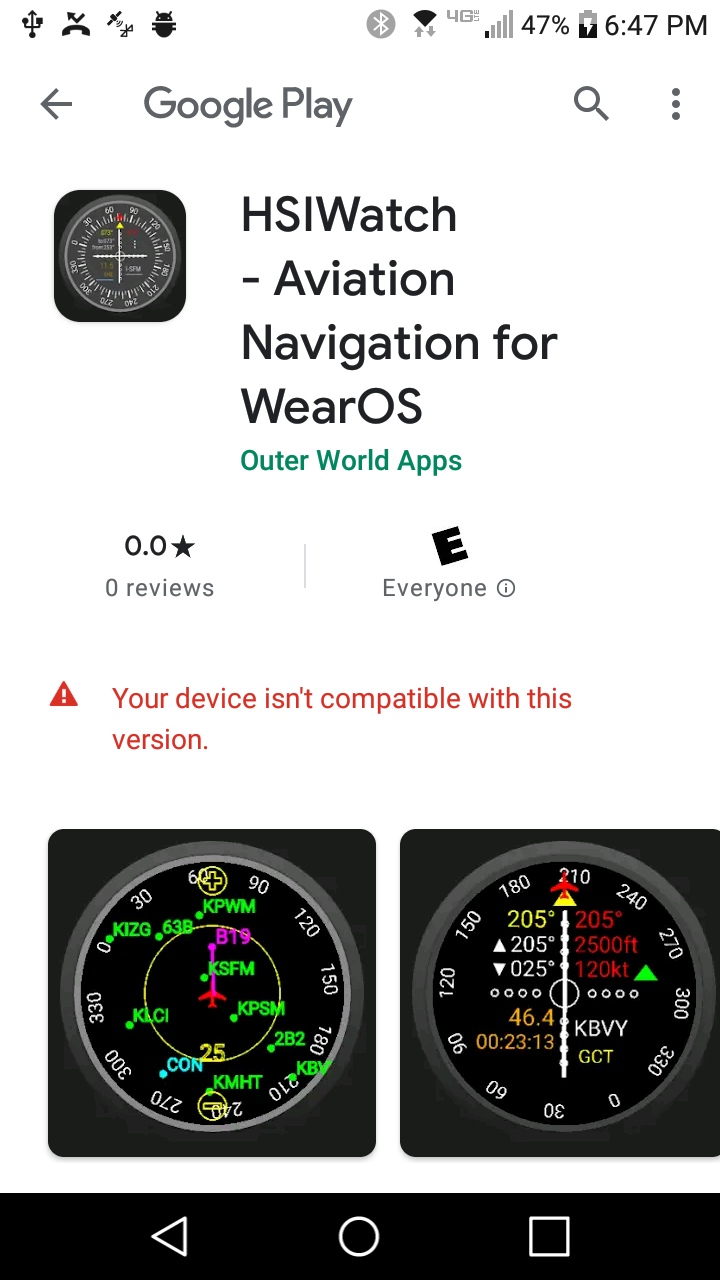 4G 47% 6:47 PM
Google Play
HSIWatch
- Aviation
Navigation for
WearOS
Outer World Apps
0.0★
0 reviews
E
Everyone
Your device isn't compatible with this
version.
60 90 120 150 180 210 240 270 300 330 0 30
KPWM
KIZG
63B
B19
KSFM
KPSM
KLCI
2B2
25
CON
KBV
KMHT
210 240 270 300 330 0 30 60 90 120 150 180
205° 205°
▲205° 2500ft
▼025° 120kt
46.4
KBVY
00:23:13
GCT